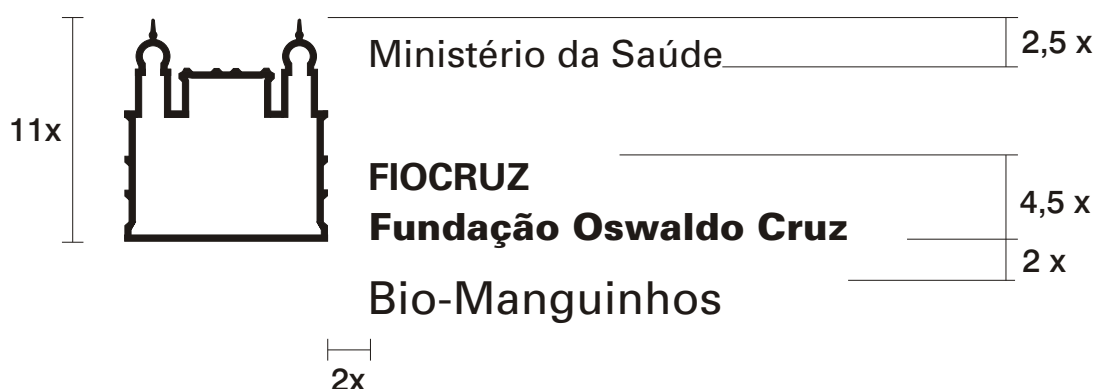 Ministério da Saúde
2,5 x
11x
FIOCRUZ
Fundação Oswaldo Cruz
4,5 x
2 x
Bio-Manguinhos
2x